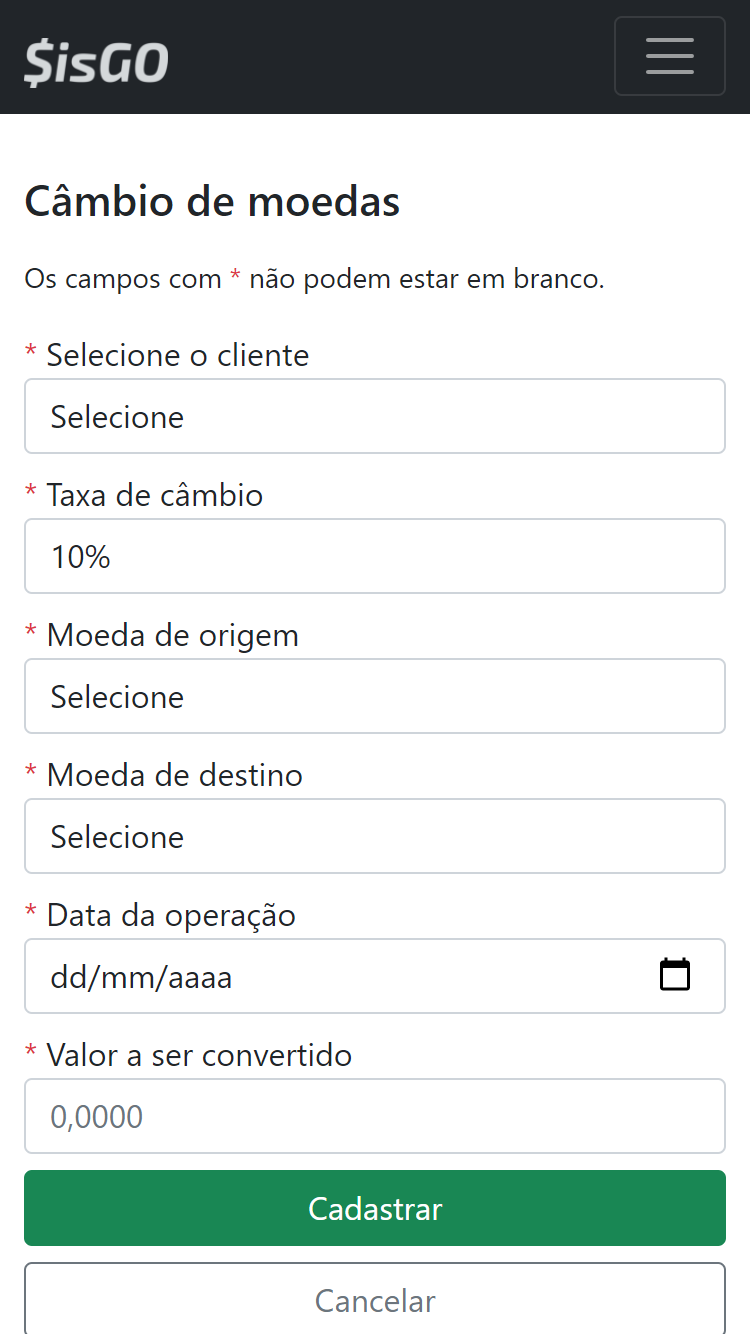 $isGO
Câmbio de moedas
Os campos com * não podem estar em branco.
* Selecione o cliente
Selecione
* Taxa de câmbio
10%
* Moeda de origem
Selecione
* Moeda de destino
Selecione
* Data da operação
dd/mm/aaaa
* Valor a ser convertido
0,0000
Cadastrar
Cancelar